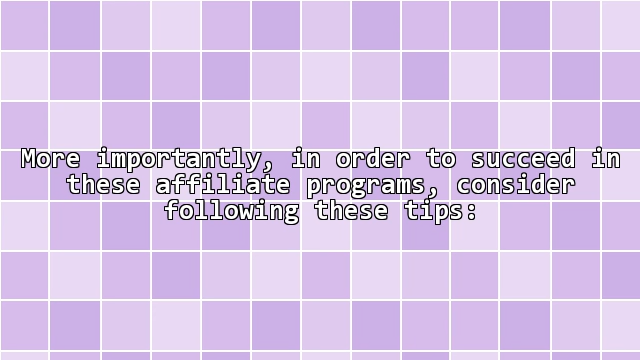 More importantly, in order to succeed in
these affiliate programs, consider
following these tips: